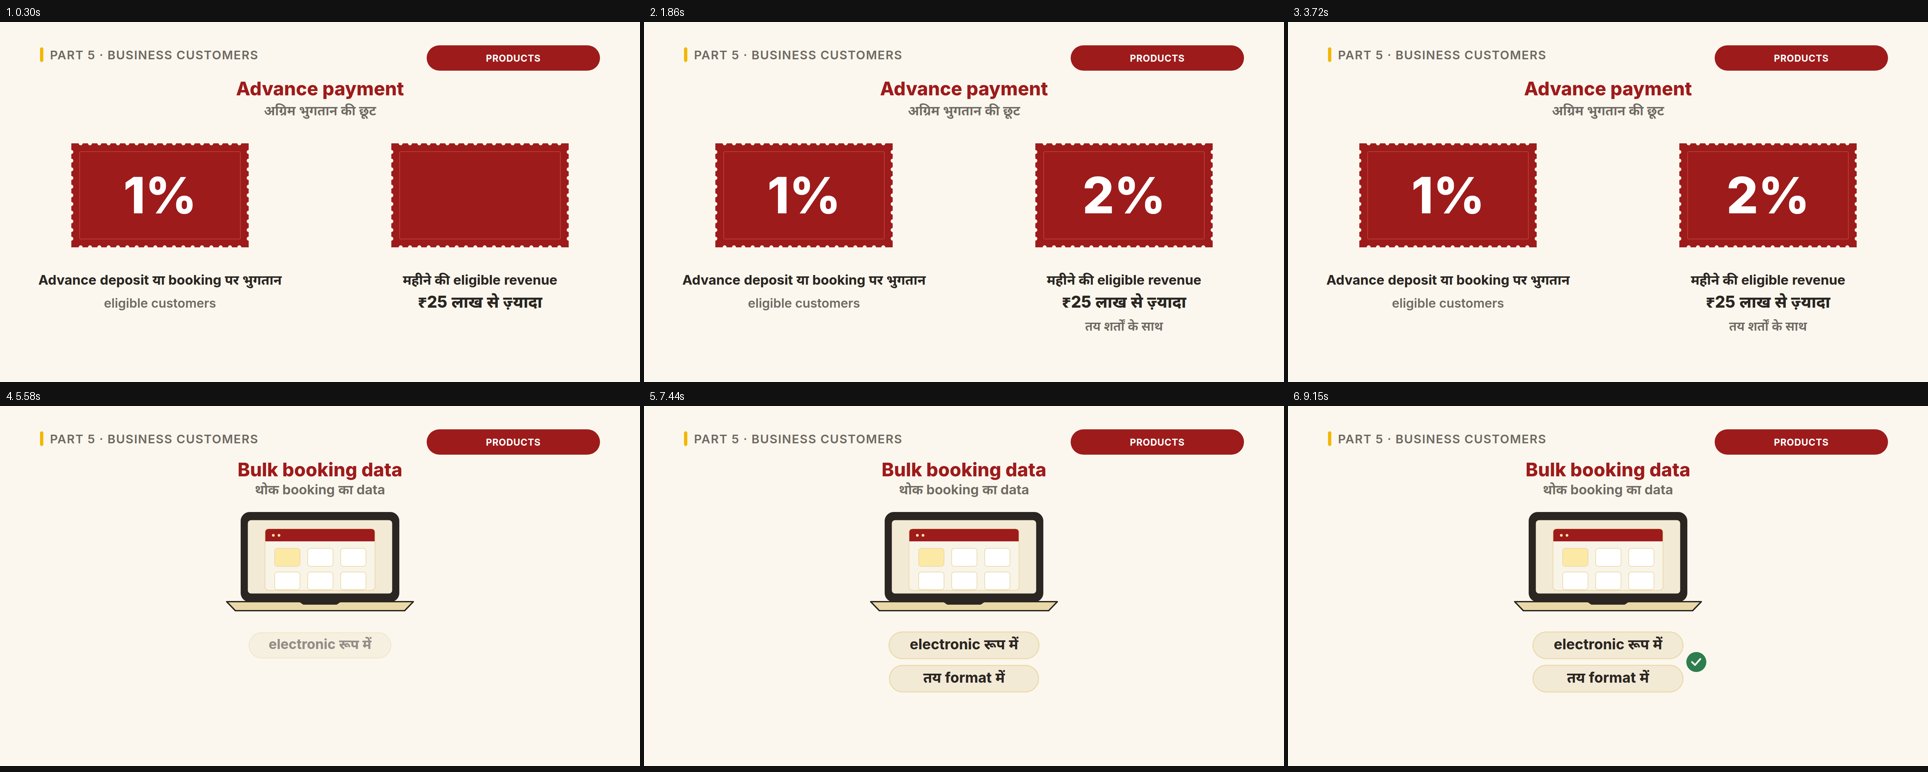 1. 0.30s
PART 5 · BUSINESS CUSTOMERS
PRODUCTS
Advance payment
अग्रिम भुगतान की छूट
1%
Advance deposit या booking पर भुगतान
eligible customers
महीने की eligible revenue
₹25 लाख से ज़्यादा
2. 1.86s
PART 5 · BUSINESS CUSTOMERS
PRODUCTS
Advance payment
अग्रिम भुगतान की छूट
1%
2%
Advance deposit या booking पर भुगतान
eligible customers
महीने की eligible revenue
₹25 लाख से ज़्यादा
तय शर्तों के साथ
3. 3.72s
PART 5 · BUSINESS CUSTOMERS
PRODUCTS
Advance payment
अग्रिम भुगतान की छूट
1%
2%
Advance deposit या booking पर भुगतान
eligible customers
महीने की eligible revenue
₹25 लाख से ज़्यादा
तय शर्तों के साथ
4. 5.58s
PART 5 · BUSINESS CUSTOMERS
PRODUCTS
Bulk booking data
थोक booking का data
electronic रूप में
5. 7.44s
PART 5 · BUSINESS CUSTOMERS
PRODUCTS
Bulk booking data
थोक booking का data
electronic रूप में
तय format में
6. 9.15s
PART 5 · BUSINESS CUSTOMERS
PRODUCTS
Bulk booking data
थोक booking का data
electronic रूप में
तय format में